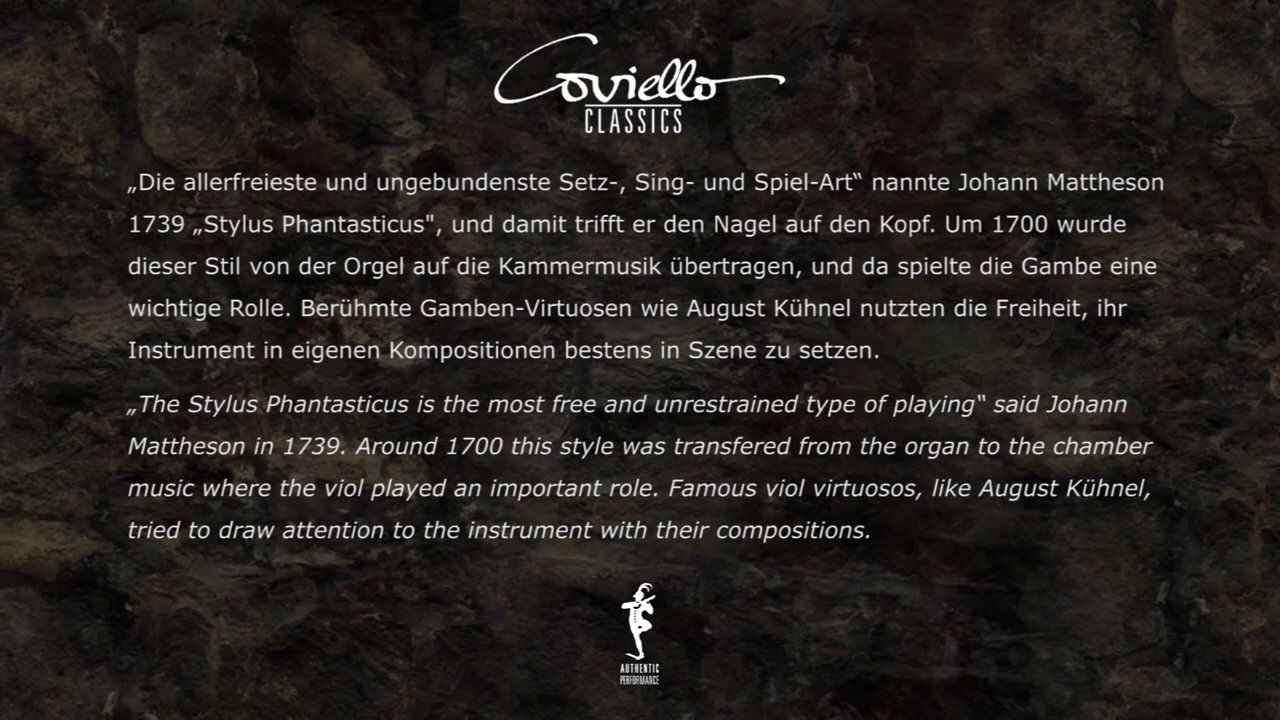 Coviello
CLASSICS
„Die allerfreieste und ungebundenste Setz-, Sing- und Spiel-Art“ nannte Johann Mattheson
1739 „Stylus Phantasticus", und damit trifft er den Nagel auf den Kopf. Um 1700 wurde
dieser Stil von der Orgel auf die Kammermusik übertragen, und da spielte die Gambe eine
wichtige Rolle. Berühmte Gamben-Virtuosen wie August Kühnel nutzten die Freiheit, ihr
Instrument in eigenen Kompositionen bestens in Szene zu setzen.
„The Stylus Phantasticus is the most free and unrestrained type of playing“ said Johann
Mattheson in 1739. Around 1700 this style was transfered from the organ to the chamber
music where the viol played an important role. Famous viol virtuosos, like August Kühnel,
tried to draw attention to the instrument with their compositions.
AUTHENTIC
PERFORMANCE